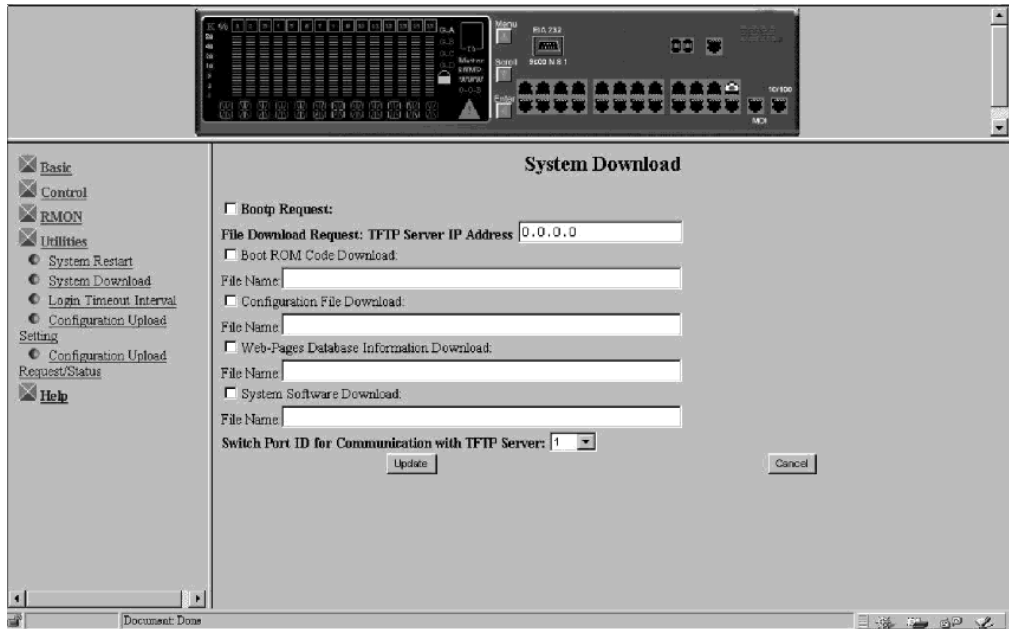 Menu
EIA 232
9600 N 8 1
Scroll
Enter
10/100
MDI
Basic
Control
RMON
Utilities
System Restart
System Download
Login Timeout Interval
Configuration Upload
Setting
Configuration Upload
Request/Status
Help
System Download
Bootp Request:
File Download Request: TFTP Server IP Address 0.0.0.0
Boot ROM Code Download:
File Name:
Configuration File Download:
File Name:
Web-Pages Database Information Download:
File Name:
System Software Download:
File Name:
Switch Port ID for Communication with TFTP Server: 1
Update Cancel
Document: Done